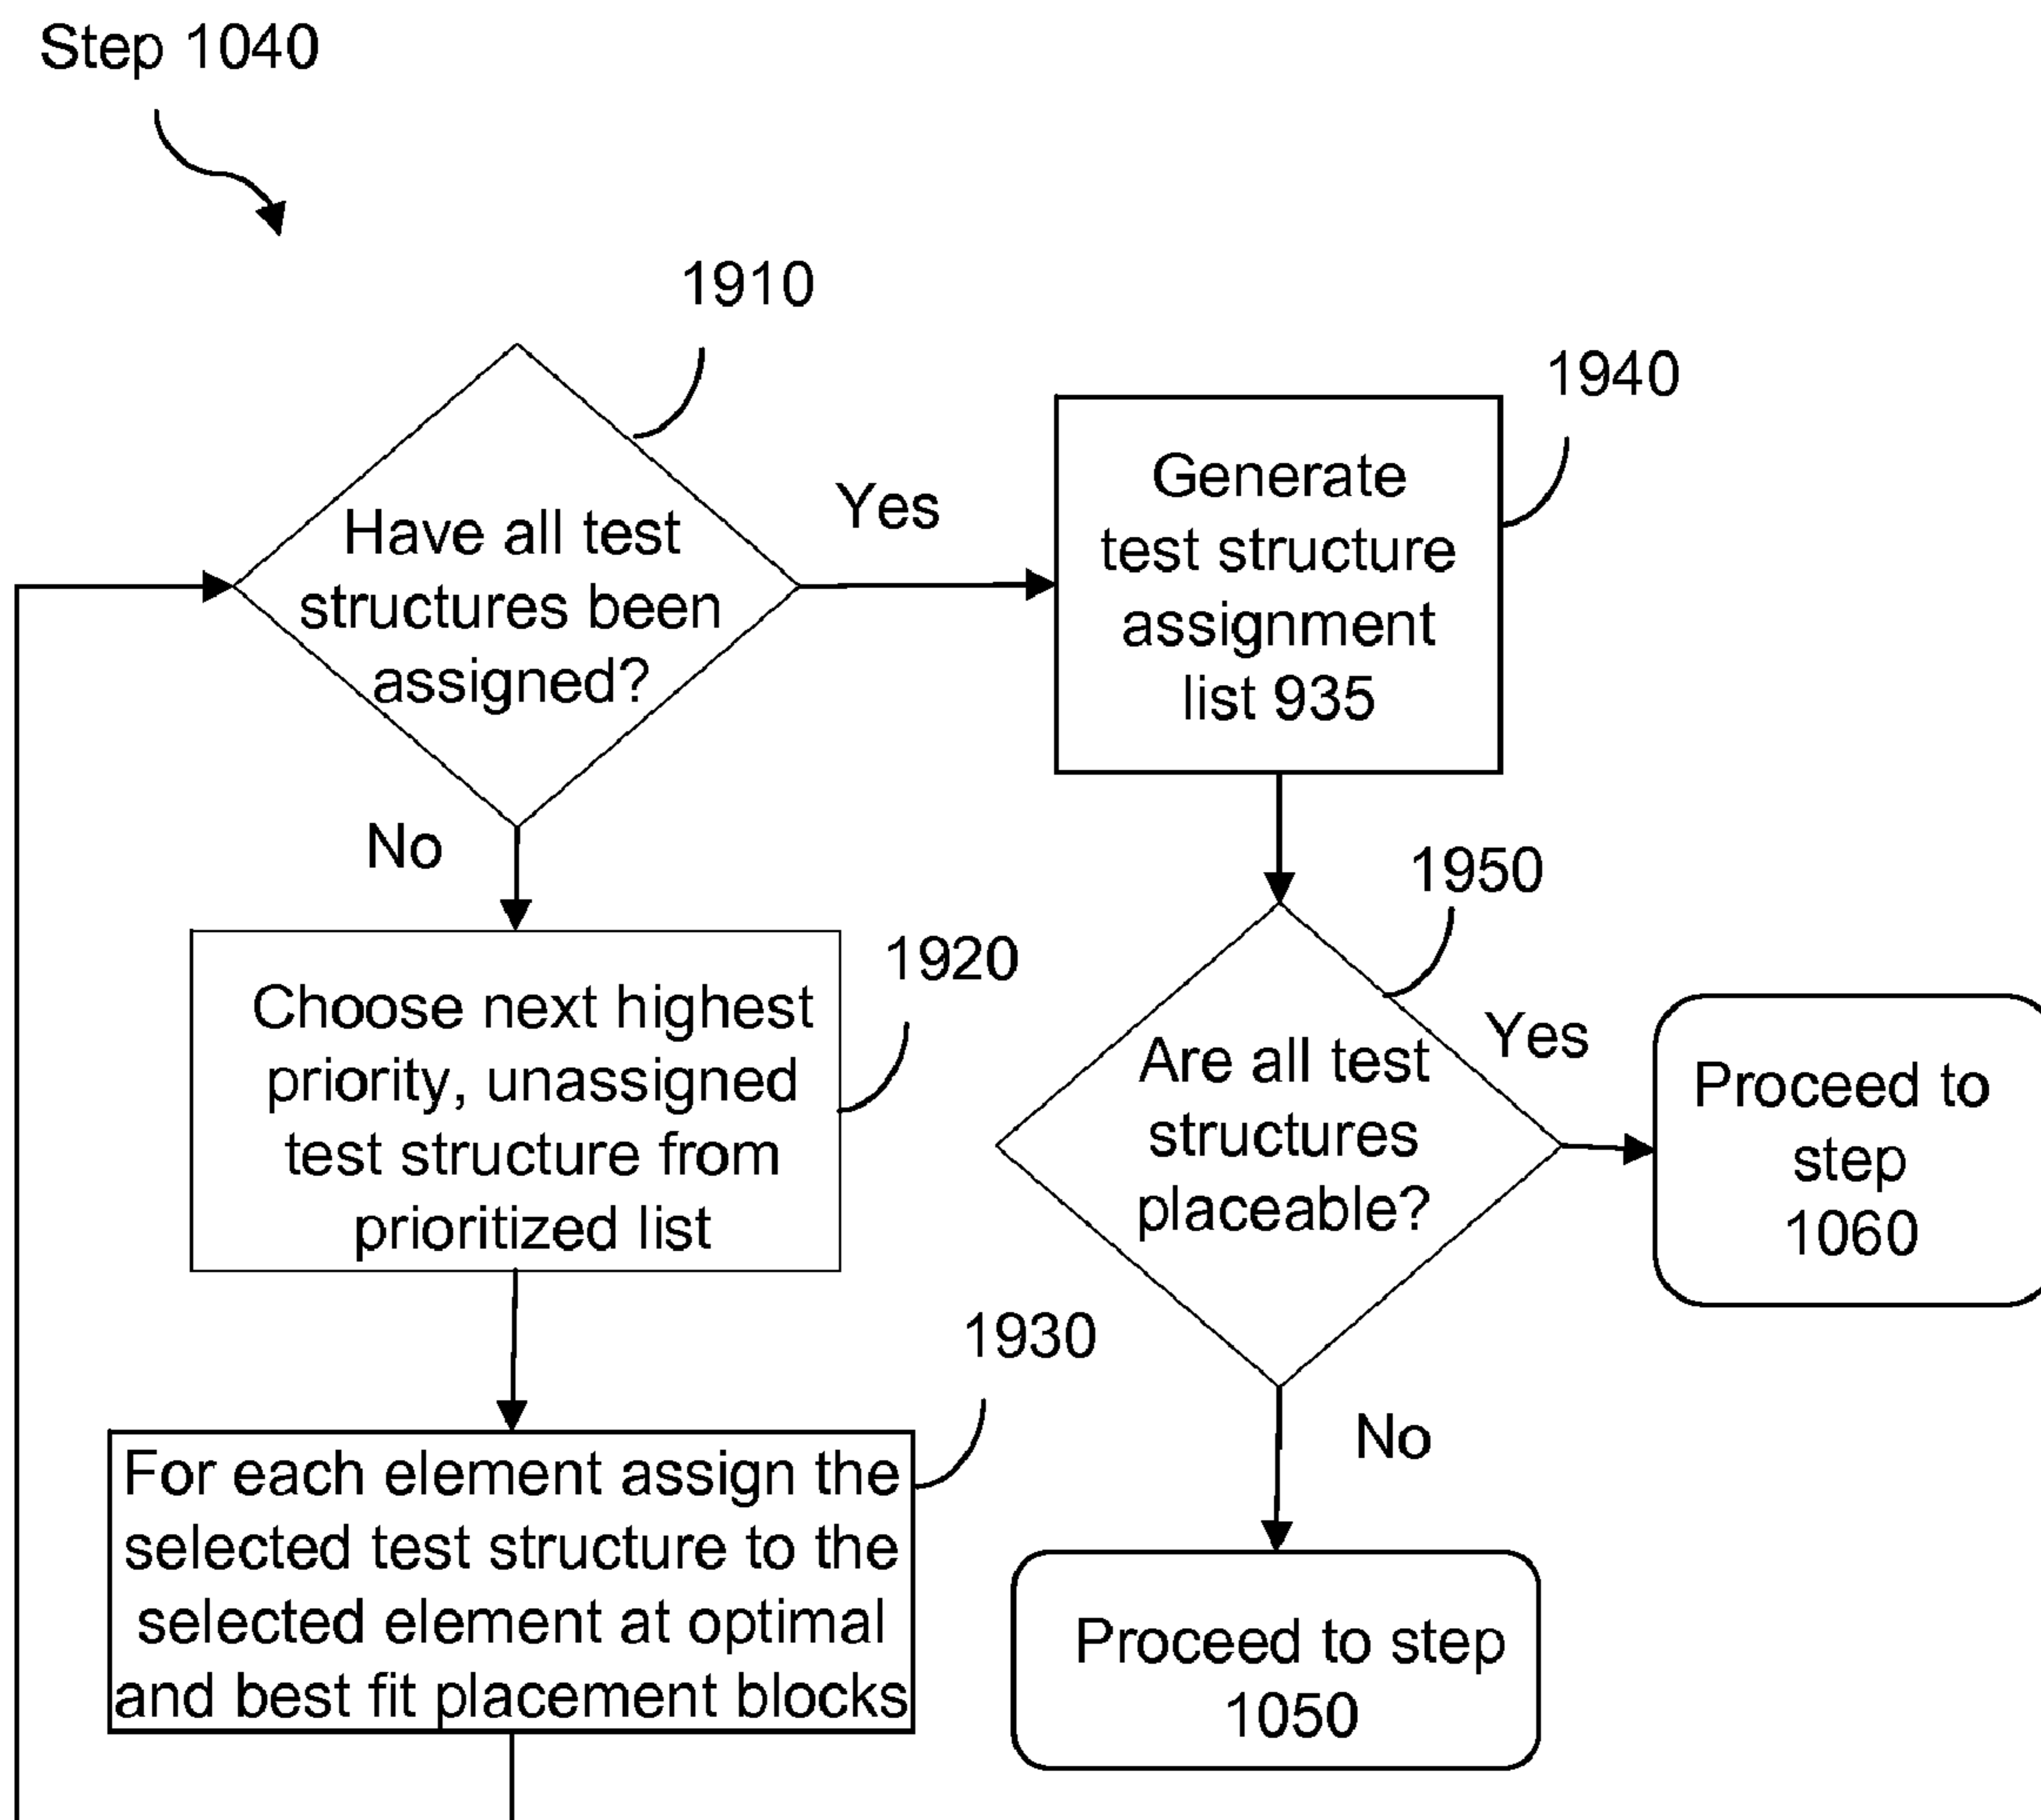 Step 1040
1910
Have all test
structures been
assigned?
Yes
No
1940
Generate
test structure
assignment
list 935
1920
Choose next highest
priority, unassigned
test structure from
prioritized list
1950
Are all test
structures
placeable?
Yes
No
Proceed to
step
1060
1930
For each element assign the
selected test structure to the
selected element at optimal
and best fit placement blocks
Proceed to step
1050